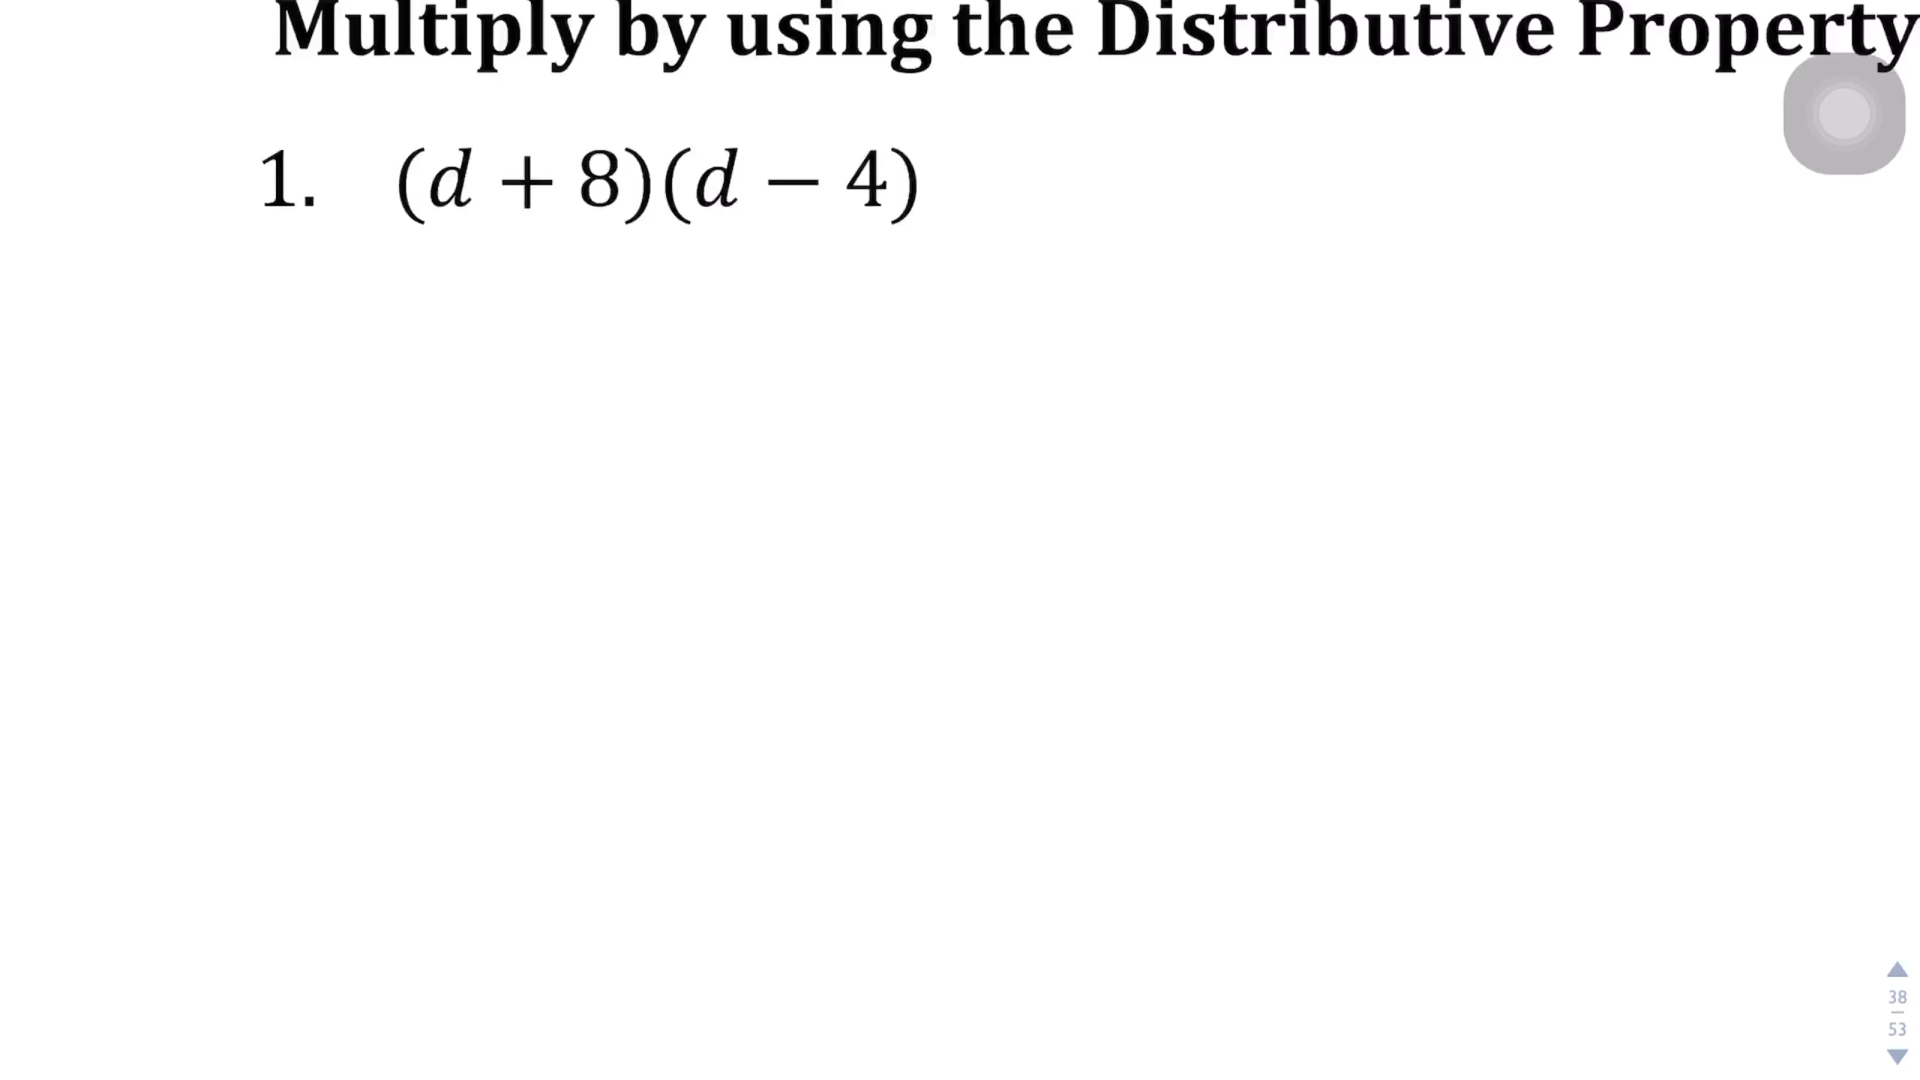 Multiply by using the Distributive Property
1. (d + 8)(d − 4)
38
53